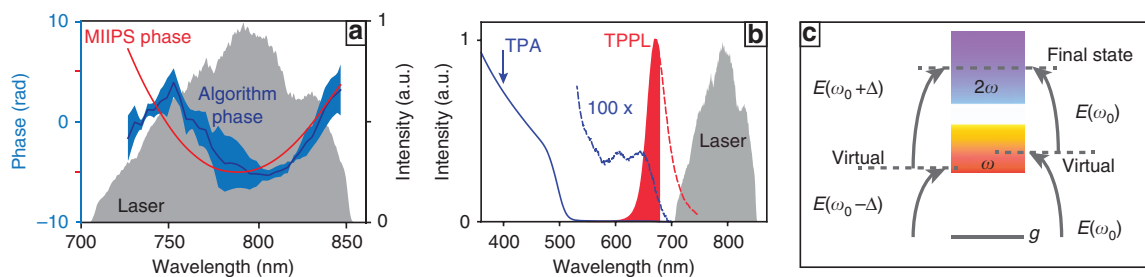 10
0
−10
Phase (rad)
MIIPS phase
Algorithm
phase
Laser
a
1
0
Intensity (a.u.)
700
750
800
850
Wavelength (nm)
Intensity (a.u.)
1
0
TPA
TPPL
b
100 x
Laser
400
500
600
700
800
Wavelength (nm)
c
Final state
E(ω0+Δ)
2ω
E(ω0)
Virtual
ω
Virtual
E(ω0−Δ)
g
E(ω0)